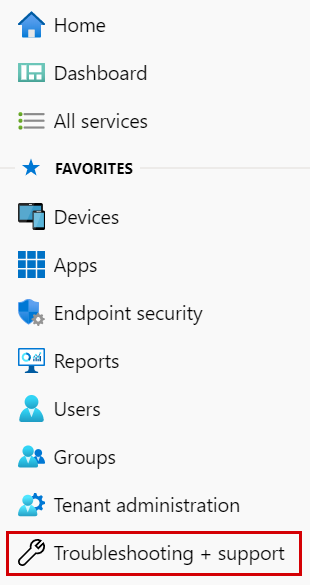 Home
Dashboard
All services
FAVORITES
Devices
Apps
Endpoint security
Reports
Users
Groups
Tenant administration
Troubleshooting + support